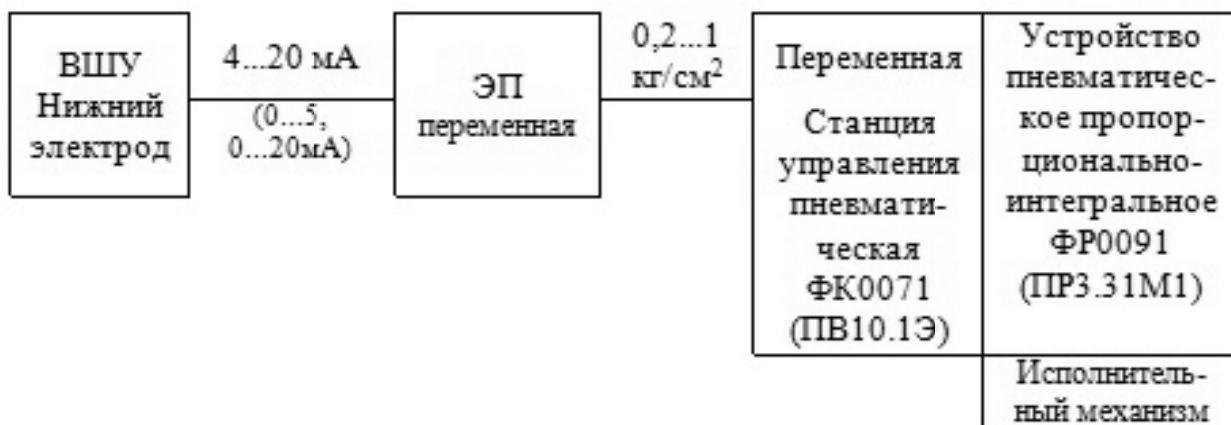 ВШУ
Нижний
электрод
4...20 мА
(0...5,
0...20мА)
ЭП
переменная
0,2...1
кг/см²
Переменная
Станция
управления
пневмати-
ческая
ФК0071
(ПВ10.1Э)
Устройство
пневматичес-
кое пропор-
ционально-
интегральное
ФР0091
(ПР3.31М1)
Исполнитель-
ный механизм